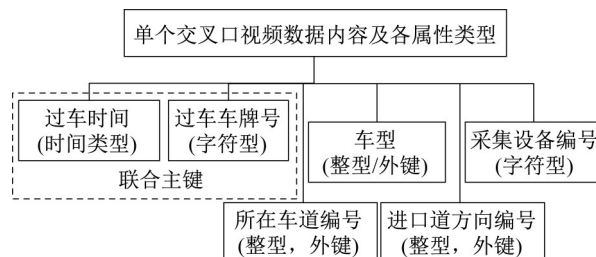 单个交叉口视频数据内容及各属性类型
过车时间
(时间类型)
过车车牌号
(字符型)
联合主键
车型
(整型/外键)
采集设备编号
(字符型)
所在车道编号
(整型，外键)
进口道方向编号
(整型，外键)